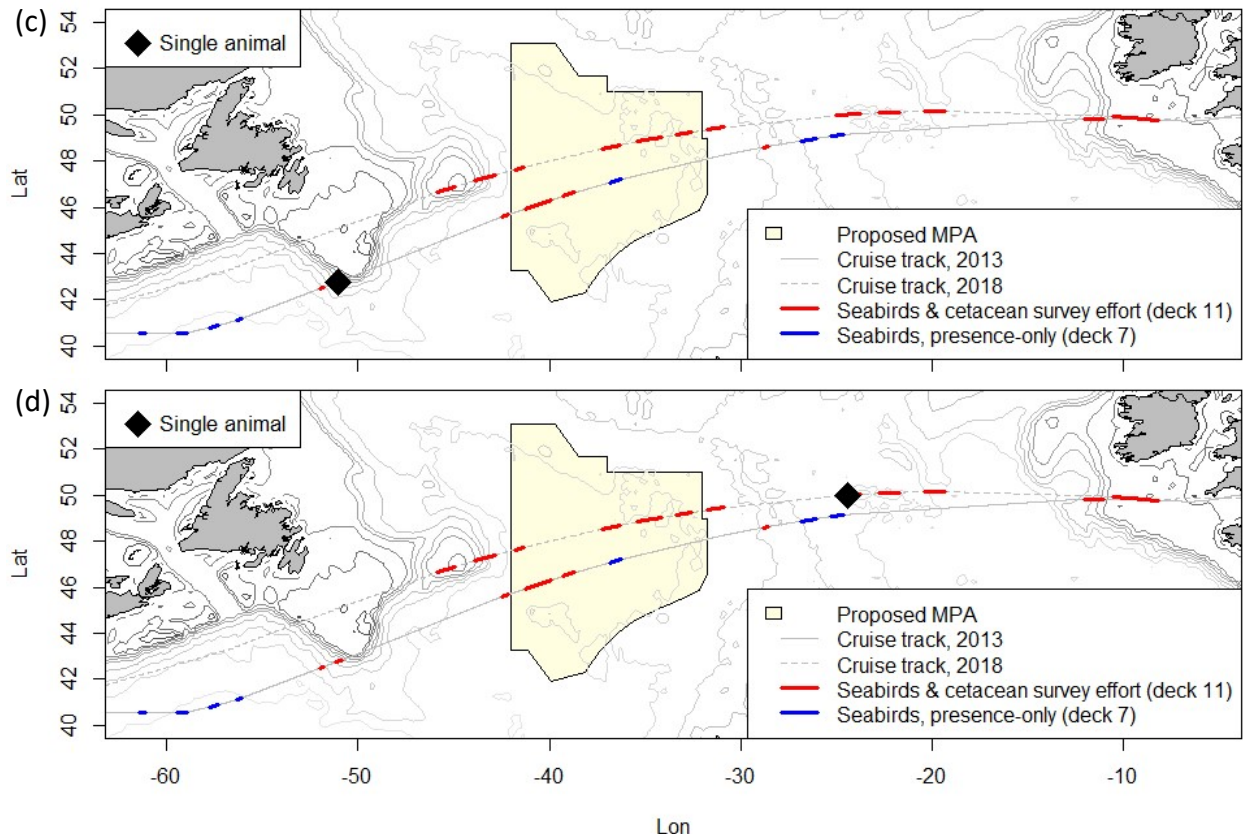 (c)
Single animal
54
52
50
48
46
44
42
40
Lat
Proposed MPA
Cruise track, 2013
Cruise track, 2018
Seabirds & cetacean survey effort (deck 11)
Seabirds, presence-only (deck 7)
(d)
Single animal
54
52
50
48
46
44
42
40
Lat
Proposed MPA
Cruise track, 2013
Cruise track, 2018
Seabirds & cetacean survey effort (deck 11)
Seabirds, presence-only (deck 7)
-60 -50 -40 -30 -20 -10
Lon